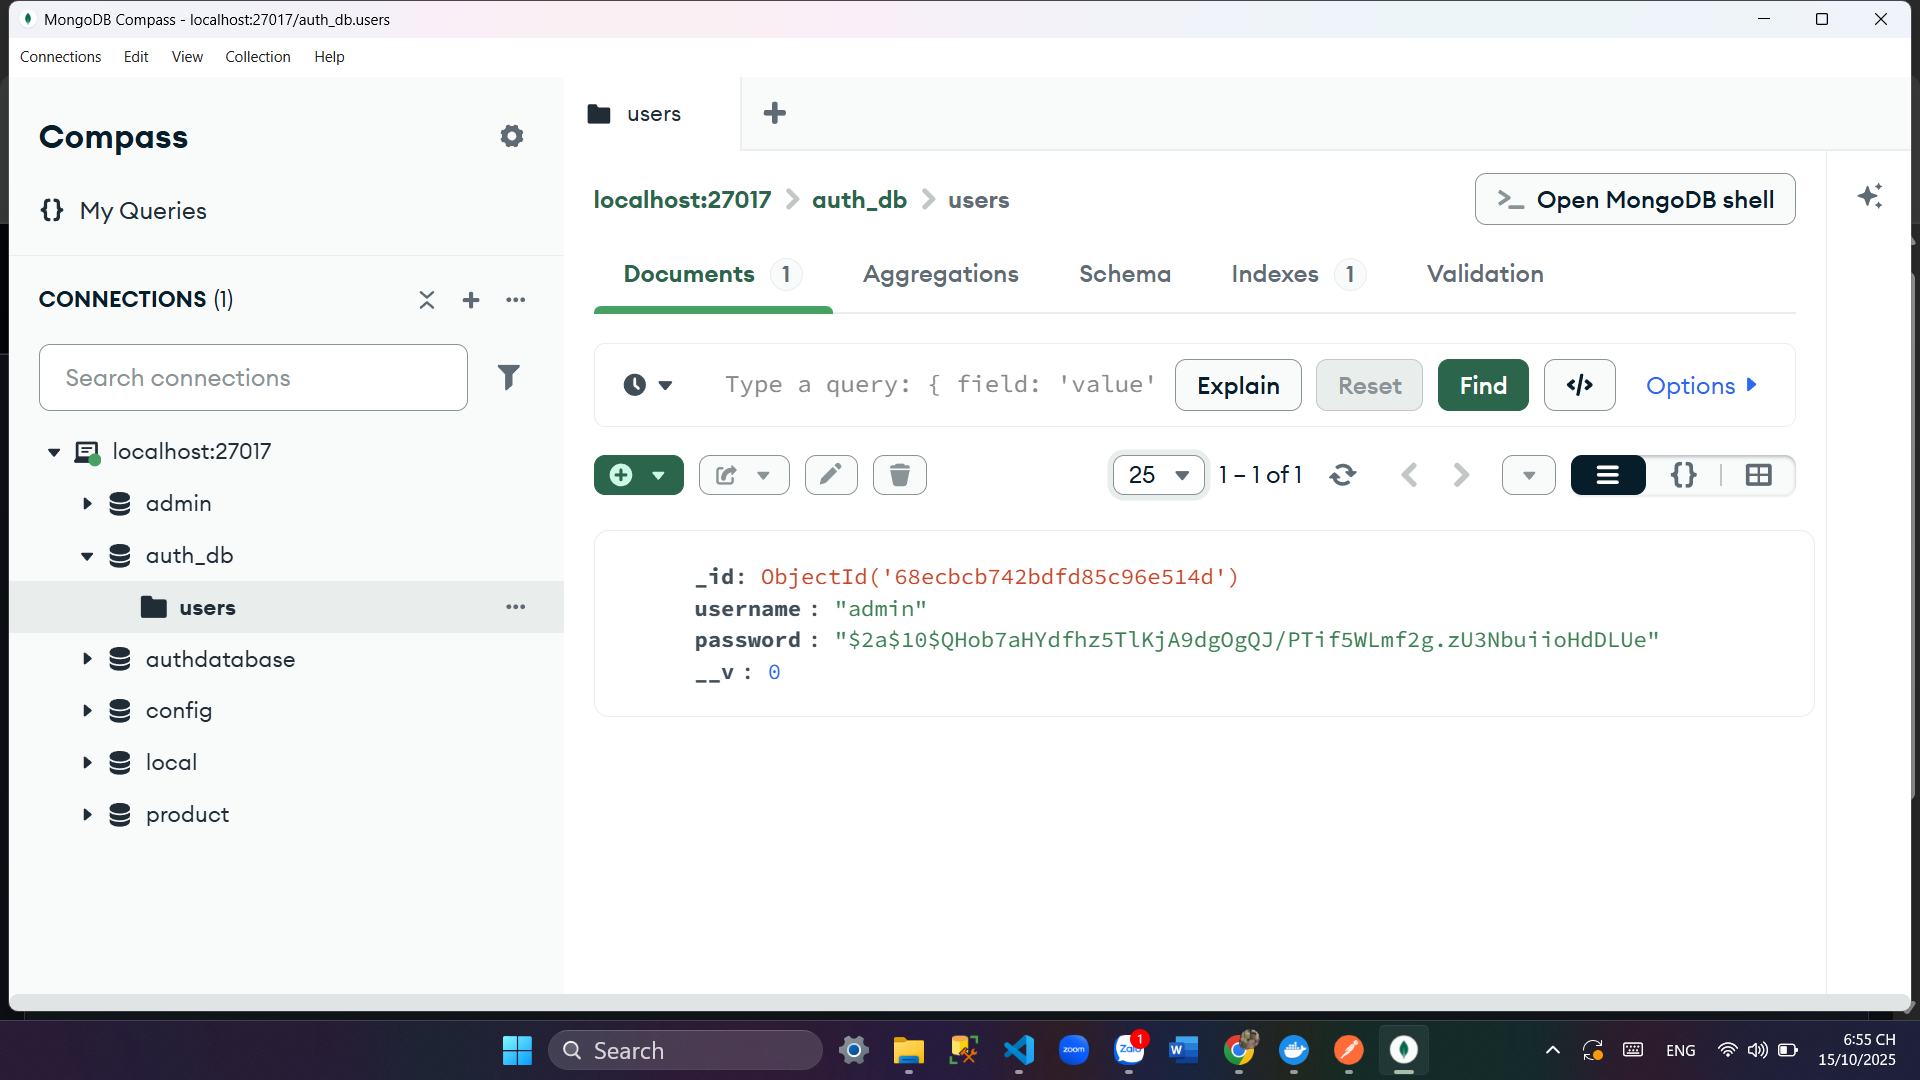 MongoDB Compass - localhost:27017/auth_db.users
Connections Edit View Collection Help
Compass
{} My Queries
CONNECTIONS (1)
Search connections
localhost:27017
admin
auth_db
users
authdatabase
config
local
product
users
localhost:27017 > auth_db > users
>_ Open MongoDB shell
Documents 1 Aggregations Schema Indexes 1 Validation
Type a query: { field: 'value'
Explain Reset Find </> Options
25 1 – 1 of 1 {}
_id: ObjectId('68ecbcb742bdfd85c96e514d')
username : "admin"
password : "$2a$10$QHob7aHYdfhz5TlKjA9dgOgQJ/PTif5WLmf2g.zU3NbuiioHdDLUe"
__v : 0
Search
zoom
Zalo
1
W
ENG
6:55 CH
15/10/2025